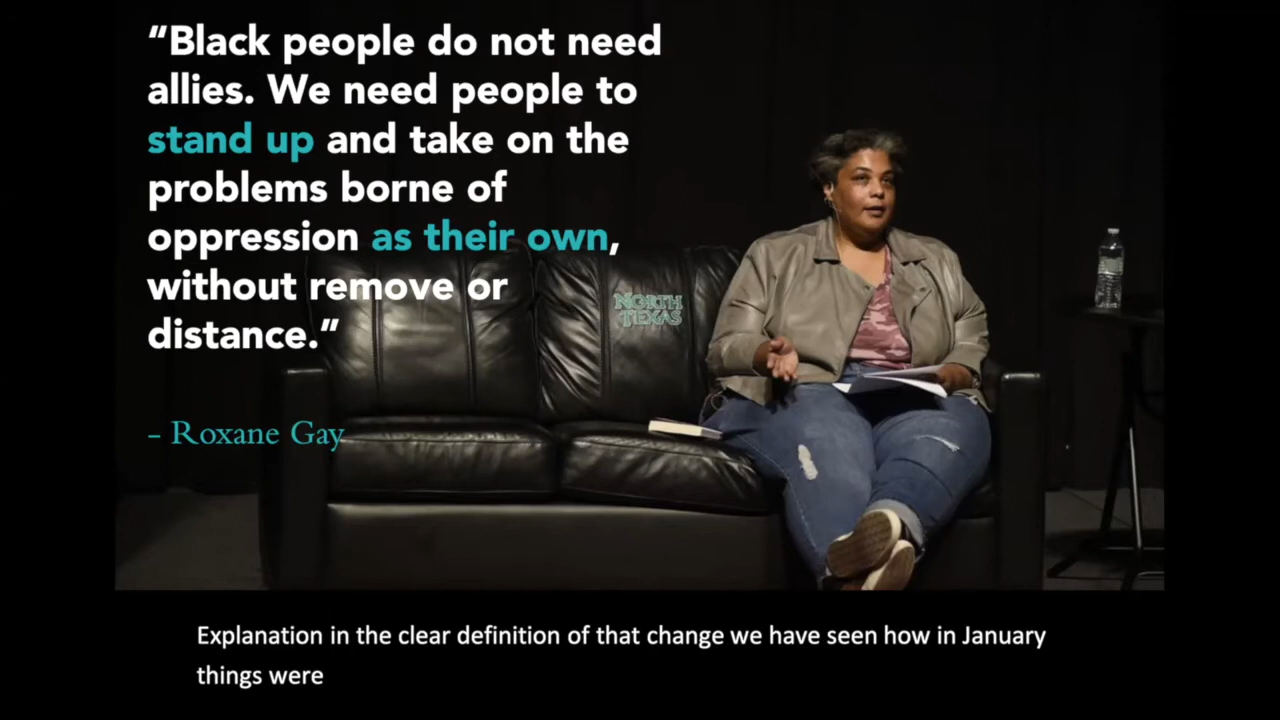 “Black people do not need
allies. We need people to
stand up and take on the
problems borne of
oppression as their own,
without remove or
distance.”
– Roxane Gay
NORTH
TEXAS
Explanation in the clear definition of that change we have seen how in January
things were